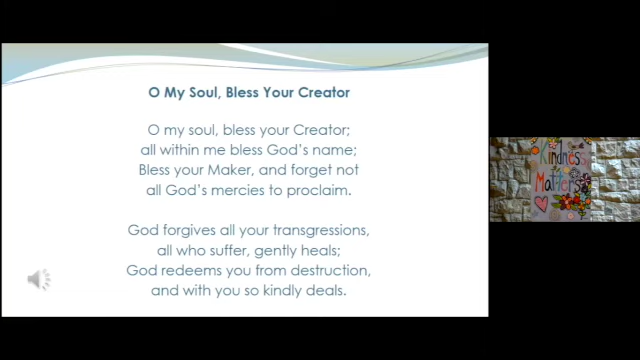 O My Soul, Bless Your Creator
O my soul, bless your Creator;
all within me bless God's name;
Bless your Maker, and forget not
all God's mercies to proclaim.
God forgives all your transgressions,
all who suffer, gently heals;
God redeems you from destruction,
and with you so kindly deals.
Kindness
Matters